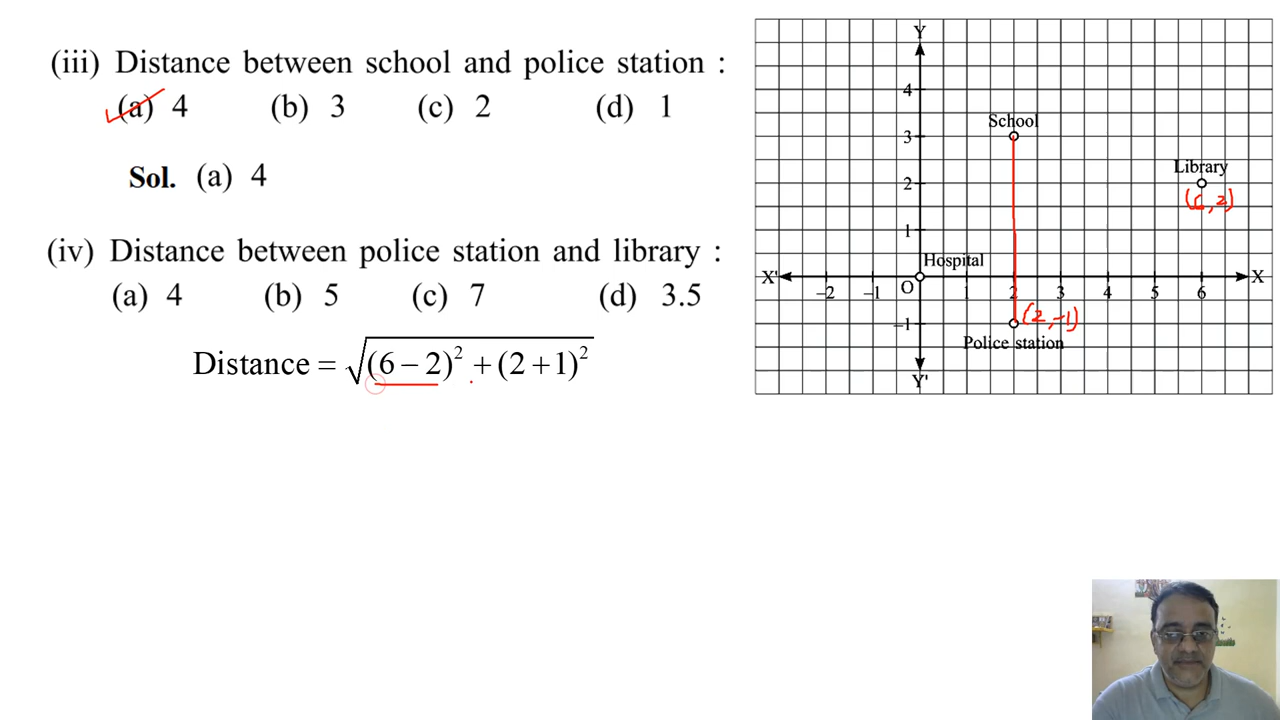 (iii) Distance between school and police station :
(a) 4 (b) 3 (c) 2 (d) 1
Sol. (a) 4
(iv) Distance between police station and library :
(a) 4 (b) 5 (c) 7 (d) 3.5
Distance = √((6 − 2)² + (2 + 1)²)
Y
4
School
3
Library
2
(6, 2)
1
Hospital
X' O X
−2 −1 1 2 3 4 5 6
−1 (2, −1)
Police station
Y'